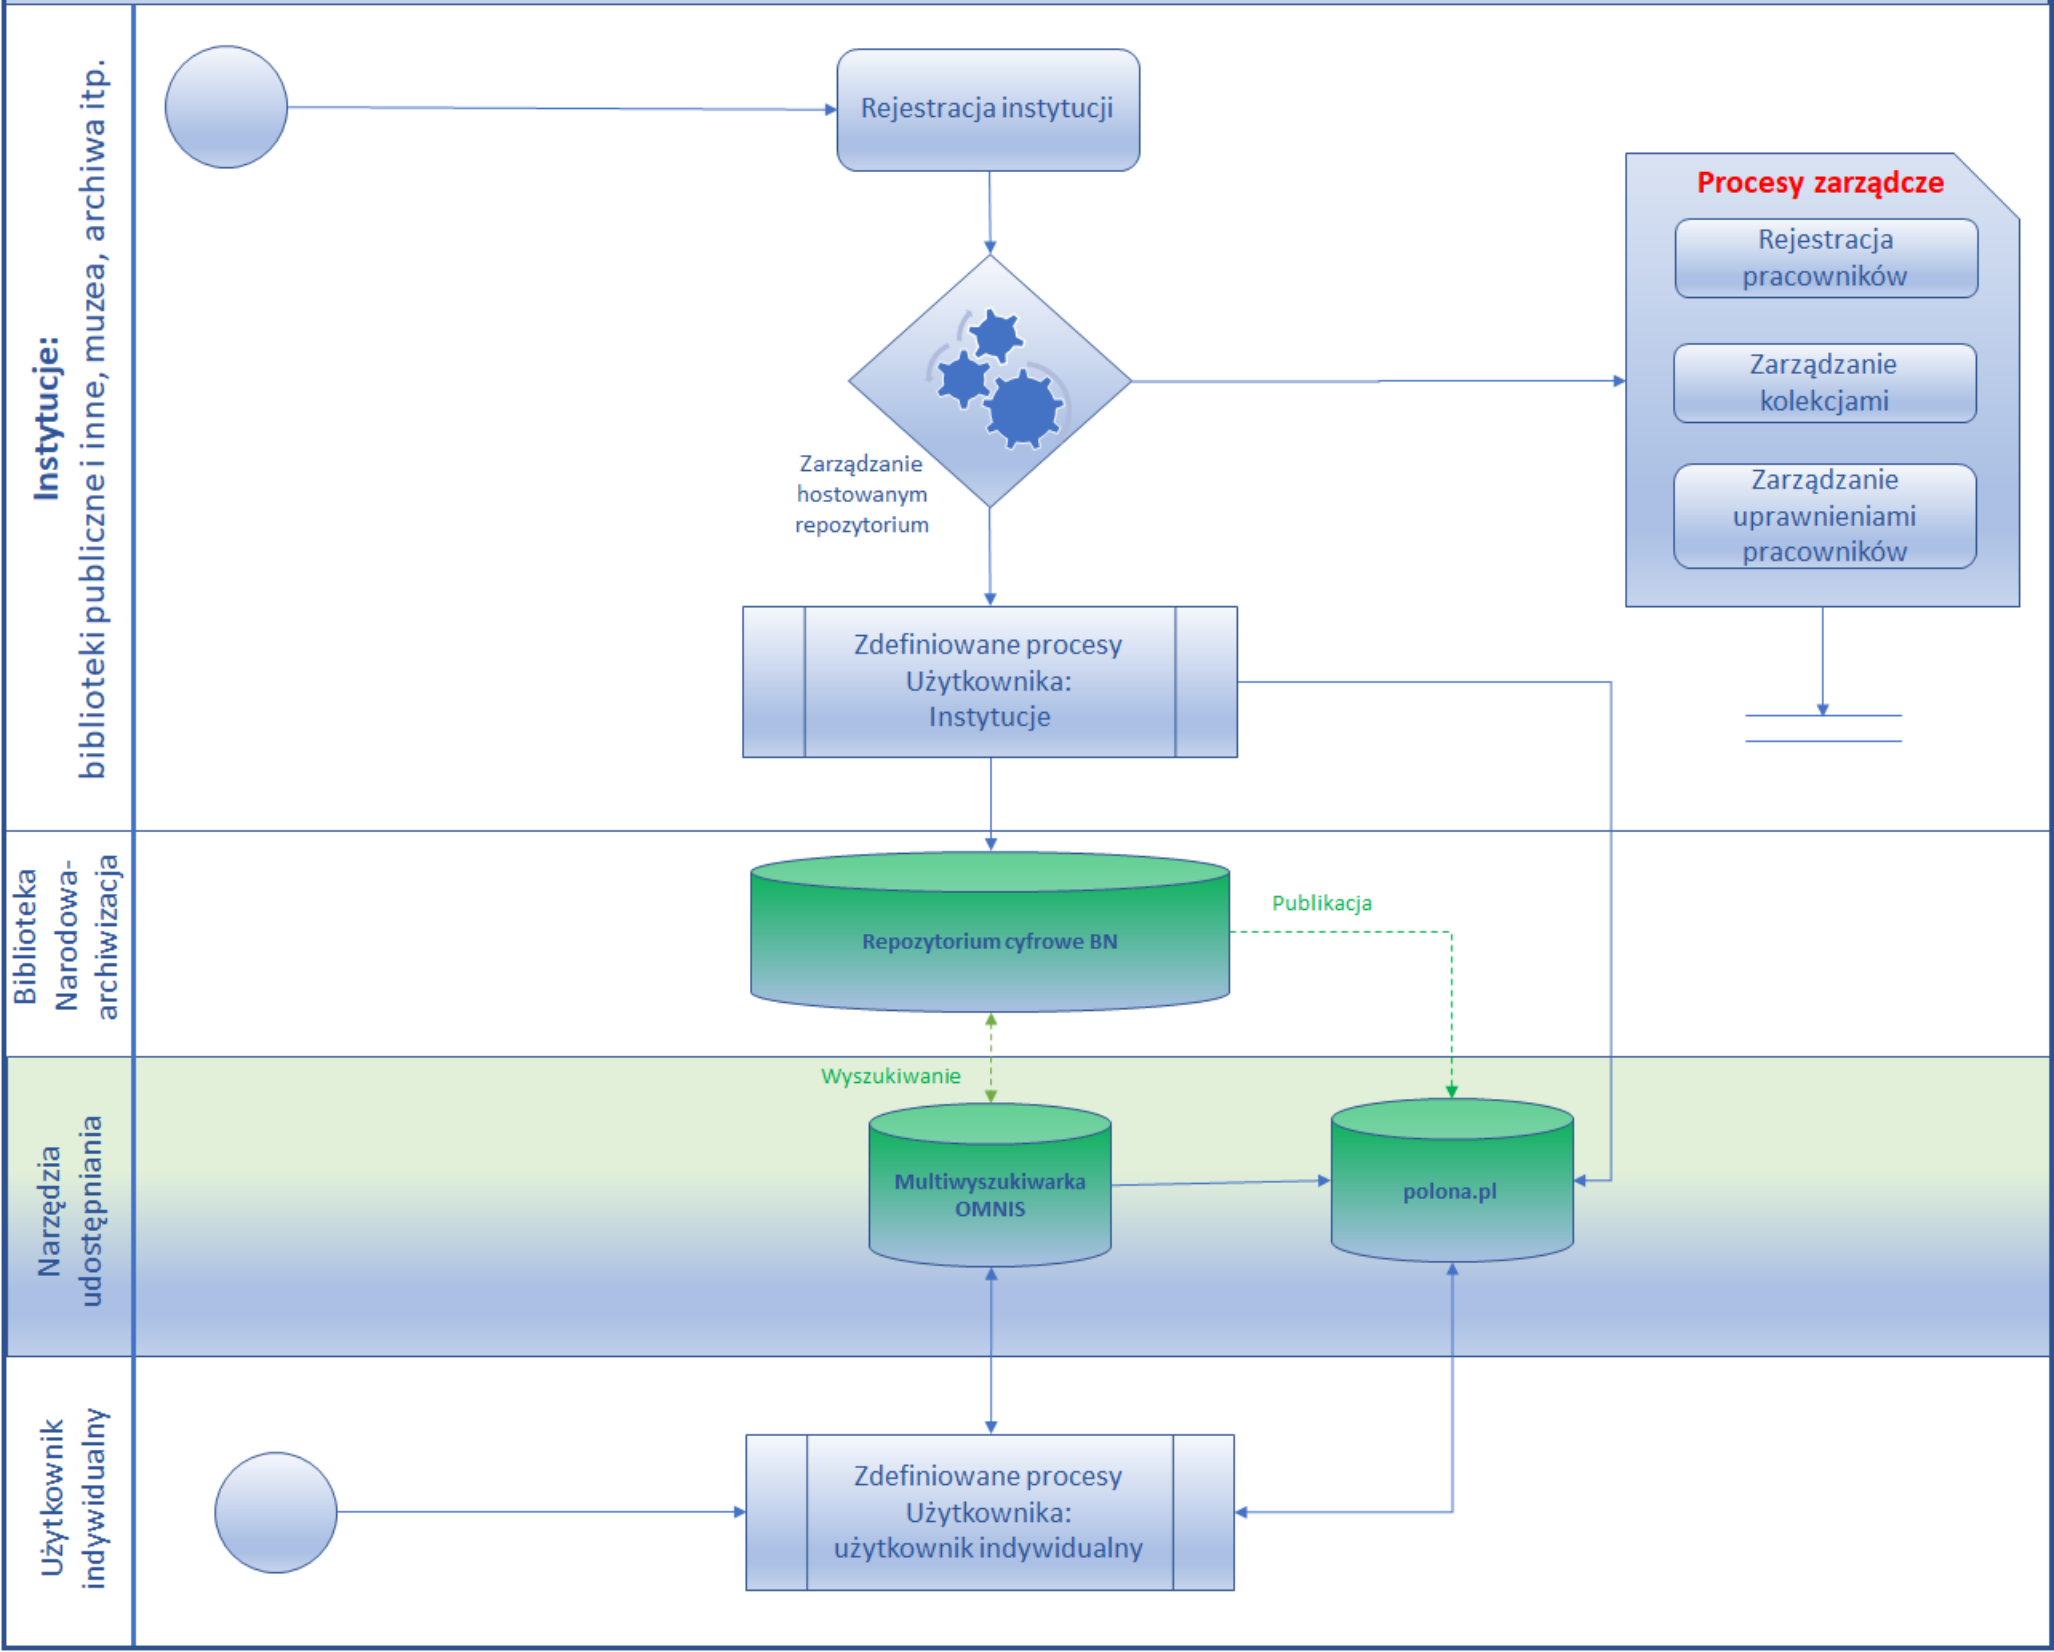 Instytucje:
biblioteki publiczne i inne, muzea, archiwa itp.
Rejestracja instytucji
Procesy zarządcze
Rejestracja
pracowników
Zarządzanie
kolekcjami
Zarządzanie
uprawnieniami
pracowników
Zarządzanie
hostowanym
repozytorium
Zdefiniowane procesy
Użytkownika:
Instytucje
Biblioteka
Narodowa-
archiwizacja
Repozytorium cyfrowe BN
Publikacja
Narzędzia
udostępniania
Wyszukiwanie
Multiwyszukiwarka
OMNIS
polona.pl
Użytkownik
indywidualny
Zdefiniowane procesy
Użytkownika:
użytkownik indywidualny